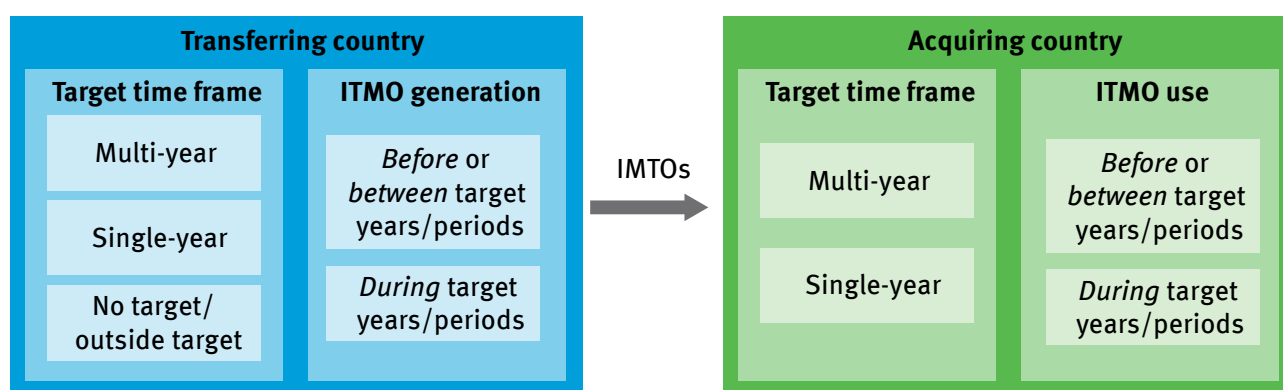 Transferring country
Target time frame
Multi-year
Single-year
No target/
outside target
ITMO generation
Before or
between target
years/periods
During target
years/periods
IMTOs
Acquiring country
Target time frame
Multi-year
Single-year
ITMO use
Before or
between target
years/periods
During target
years/periods